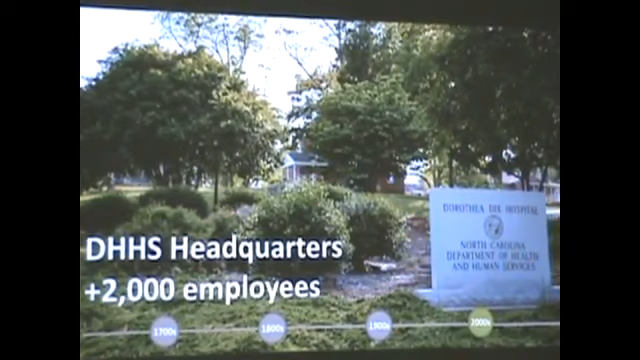 DOROTHEA DIX HOSPITAL
NORTH CAROLINA
DEPARTMENT OF HEALTH
AND HUMAN SERVICES
DHHS Headquarters
+2,000 employees
1700s
1800s
1900s
2000s